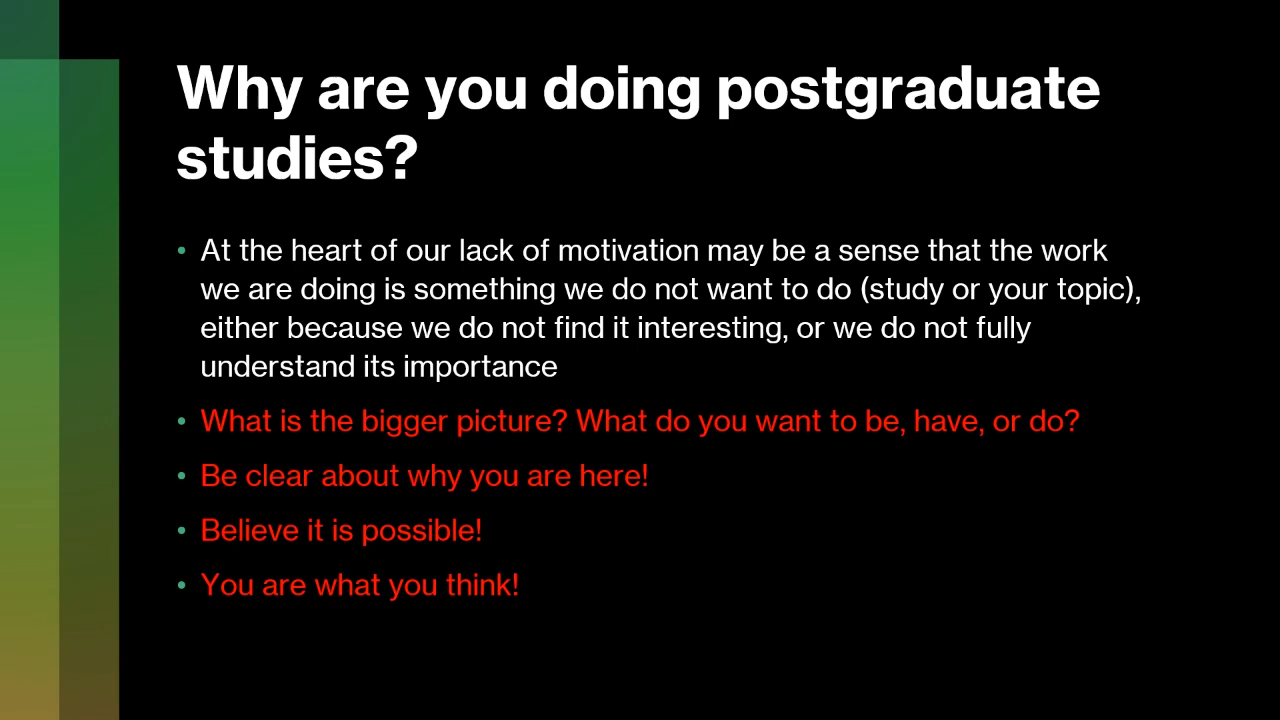 Why are you doing postgraduate
studies?
• At the heart of our lack of motivation may be a sense that the work
we are doing is something we do not want to do (study or your topic),
either because we do not find it interesting, or we do not fully
understand its importance
• What is the bigger picture? What do you want to be, have, or do?
• Be clear about why you are here!
• Believe it is possible!
• You are what you think!